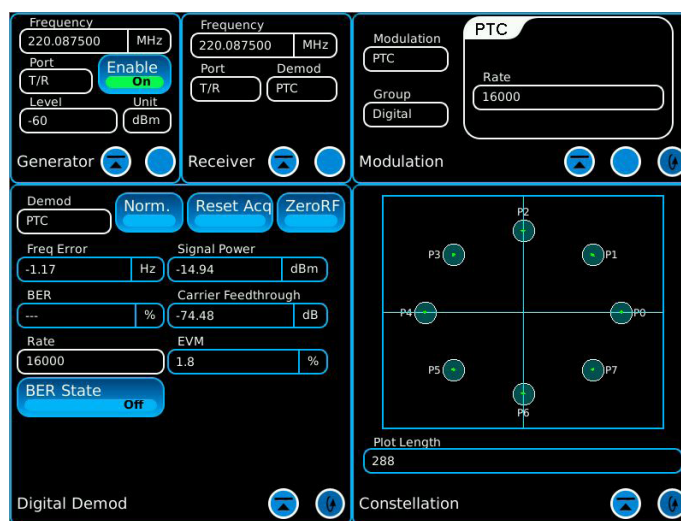 Frequency
220.087500 MHz
Port
T/R
Enable
On
Level Unit
-60 dBm
Generator
Frequency
220.087500 MHz
Port Demod
T/R PTC
Receiver
Modulation
PTC
Group
Digital
PTC
Rate
16000
Modulation
Demod
PTC
Norm. Reset Acq ZeroRF
Freq Error Signal Power
-1.17 Hz -14.94 dBm
BER Carrier Feedthrough
--- % -74.48 dB
Rate EVM
16000 1.8 %
BER State
Off
Digital Demod
P2
P3 P1
P4 P0
P5 P7
P6
Plot Length
288
Constellation